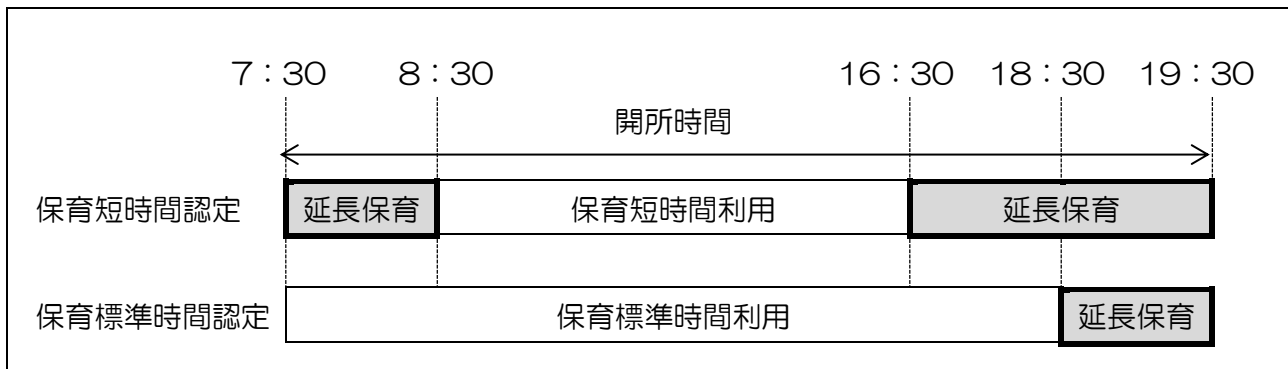 ７：３０　８：３０　１６：３０　１８：３０　１９：３０
開所時間
保育短時間認定　延長保育　保育短時間利用　延長保育
保育標準時間認定　保育標準時間利用　延長保育